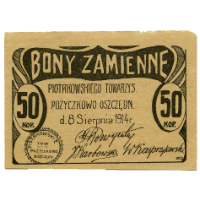 BONY ZAMIENNE
PIOTRKOWSKIEGO TOWARZYS.
POŻYCZKOWO OSZCZĘDN.
50 KOP. 50 KOP.
d. 8 Sierpnia 1914 r.